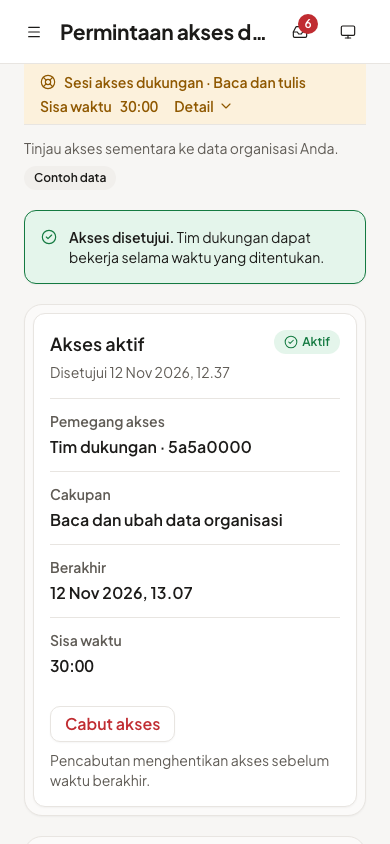 Permintaan akses d...
6
Sesi akses dukungan · Baca dan tulis
Sisa waktu 30:00 Detail
Tinjau akses sementara ke data organisasi Anda.
Contoh data
Akses disetujui. Tim dukungan dapat
bekerja selama waktu yang ditentukan.
Akses aktif
Aktif
Disetujui 12 Nov 2026, 12.37
Pemegang akses
Tim dukungan · 5a5a0000
Cakupan
Baca dan ubah data organisasi
Berakhir
12 Nov 2026, 13.07
Sisa waktu
30:00
Cabut akses
Pencabutan menghentikan akses sebelum
waktu berakhir.